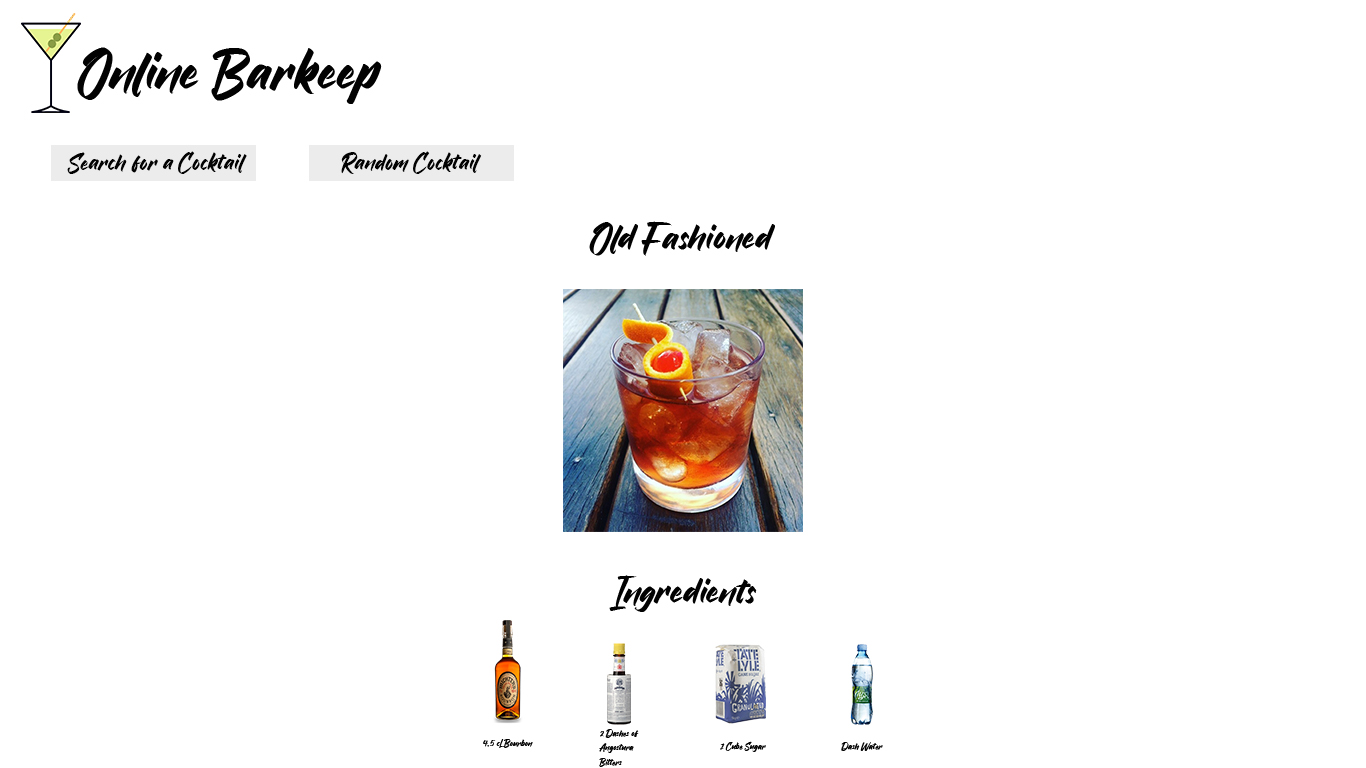 Online Barkeep
Search for a Cocktail
Random Cocktail
Old Fashioned
Ingredients
TATE
LYLE
GRANULATED
4.5 cl Bourbon
2 Dashes of
Angostura
Bitters
1 Cube Sugar
Dash Water